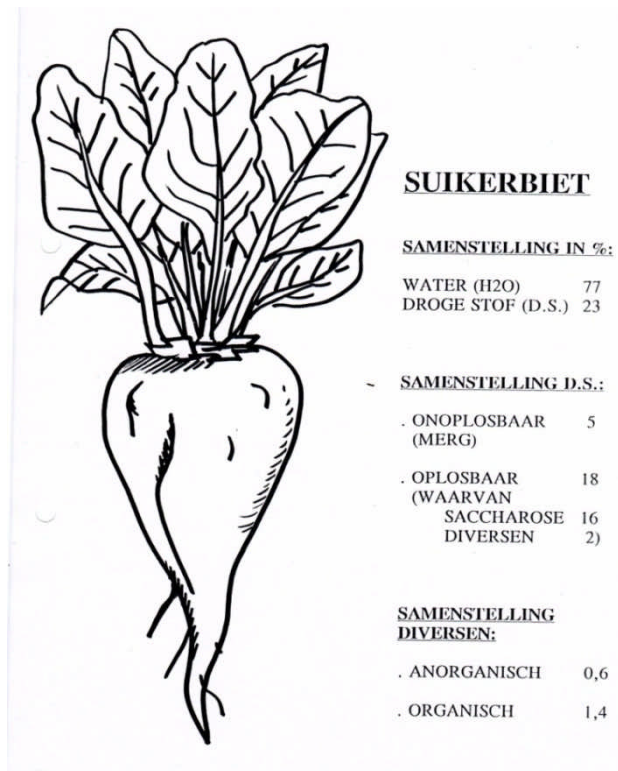 SUIKERBIET
SAMENSTELLING IN %:
WATER (H2O) 77
DROGE STOF (D.S.) 23
SAMENSTELLING D.S.:
. ONOPLOSBAAR 5
(MERG)
. OPLOSBAAR 18
(WAARVAN
SACCHAROSE 16
DIVERSEN 2)
SAMENSTELLING
DIVERSEN:
. ANORGANISCH 0,6
. ORGANISCH 1,4